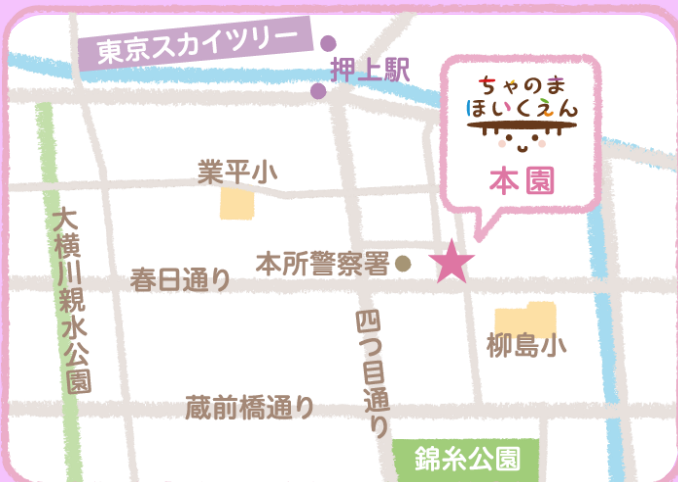 東京スカイツリー
押上駅
ちゃのま
ほいくえん
本園
業平小
大横川親水公園
本所警察署
春日通り
四つ目通り
柳島小
蔵前橋通り
錦糸公園